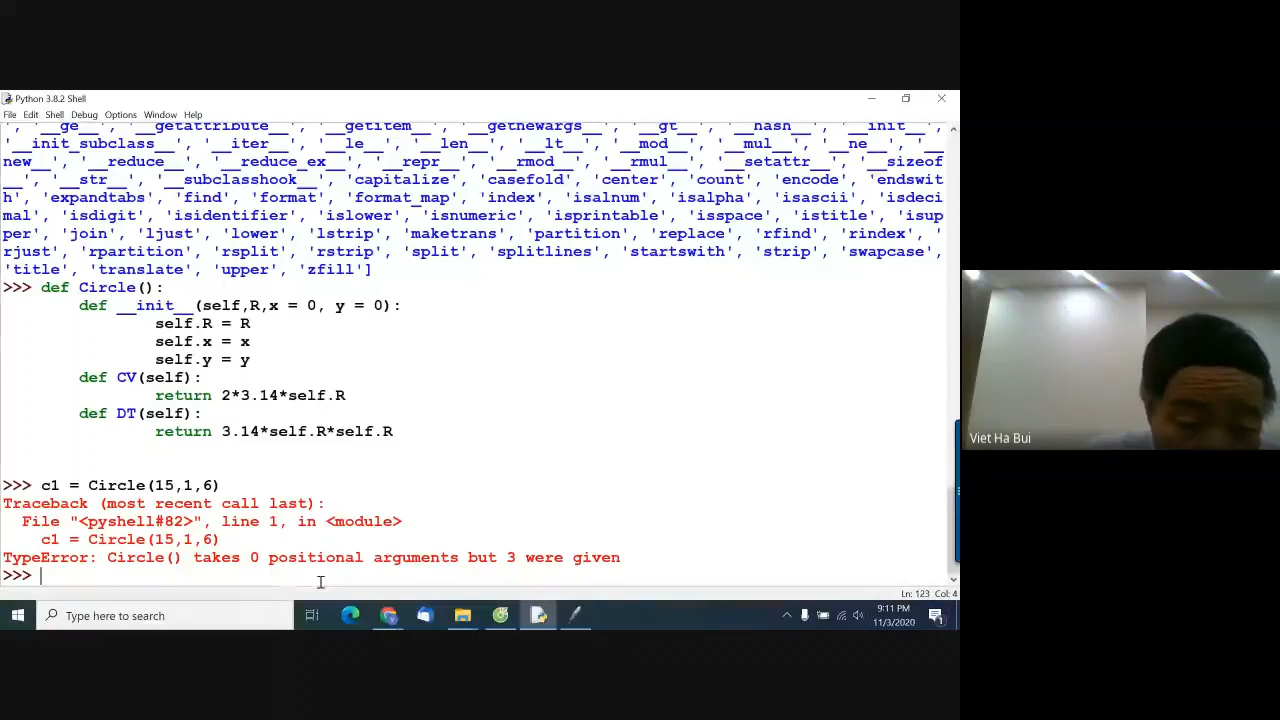 Python 3.8.2 Shell
File Edit Shell Debug Options Window Help
', '__ge__', '__getattribute__', '__getitem__', '__getnewargs__', '__gt__', '__hash__', '__init__',
'__init_subclass__', '__iter__', '__le__', '__len__', '__lt__', '__mod__', '__mul__', '__ne__', '__
new__', '__reduce__', '__reduce_ex__', '__repr__', '__rmod__', '__rmul__', '__setattr__', '__sizeof
__', '__str__', '__subclasshook__', 'capitalize', 'casefold', 'center', 'count', 'encode', 'endswit
h', 'expandtabs', 'find', 'format', 'format_map', 'index', 'isalnum', 'isalpha', 'isascii', 'isdeci
mal', 'isdigit', 'isidentifier', 'islower', 'isnumeric', 'isprintable', 'isspace', 'istitle', 'isup
per', 'join', 'ljust', 'lower', 'lstrip', 'maketrans', 'partition', 'replace', 'rfind', 'rindex', '
rjust', 'rpartition', 'rsplit', 'rstrip', 'split', 'splitlines', 'startswith', 'strip', 'swapcase',
'title', 'translate', 'upper', 'zfill']
>>> def Circle():
def __init__(self,R,x = 0, y = 0):
self.R = R
self.x = x
self.y = y
def CV(self):
return 2*3.14*self.R
def DT(self):
return 3.14*self.R*self.R
>>> c1 = Circle(15,1,6)
Traceback (most recent call last):
File "<pyshell#82>", line 1, in <module>
c1 = Circle(15,1,6)
TypeError: Circle() takes 0 positional arguments but 3 were given
>>>
Ln: 123 Col: 4
Type here to search
9:11 PM
11/3/2020
1
Viet Ha Bui